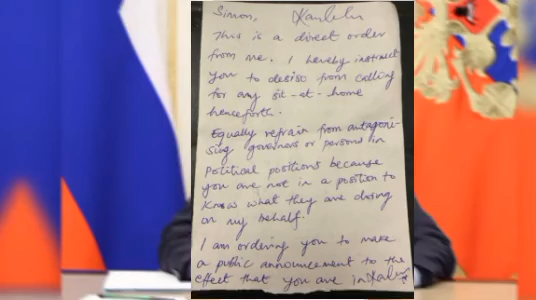 Simon,
This is a direct order
from me. I hereby instruct
you to desist from calling
for any sit-at-home
henceforth.
Equally refrain from antagoni-
sing governors or persons in
political positions because
you are not in a position to
know what they are doing
on my behalf.
I am ordering you to make
a public announcement to the
effect that you are in